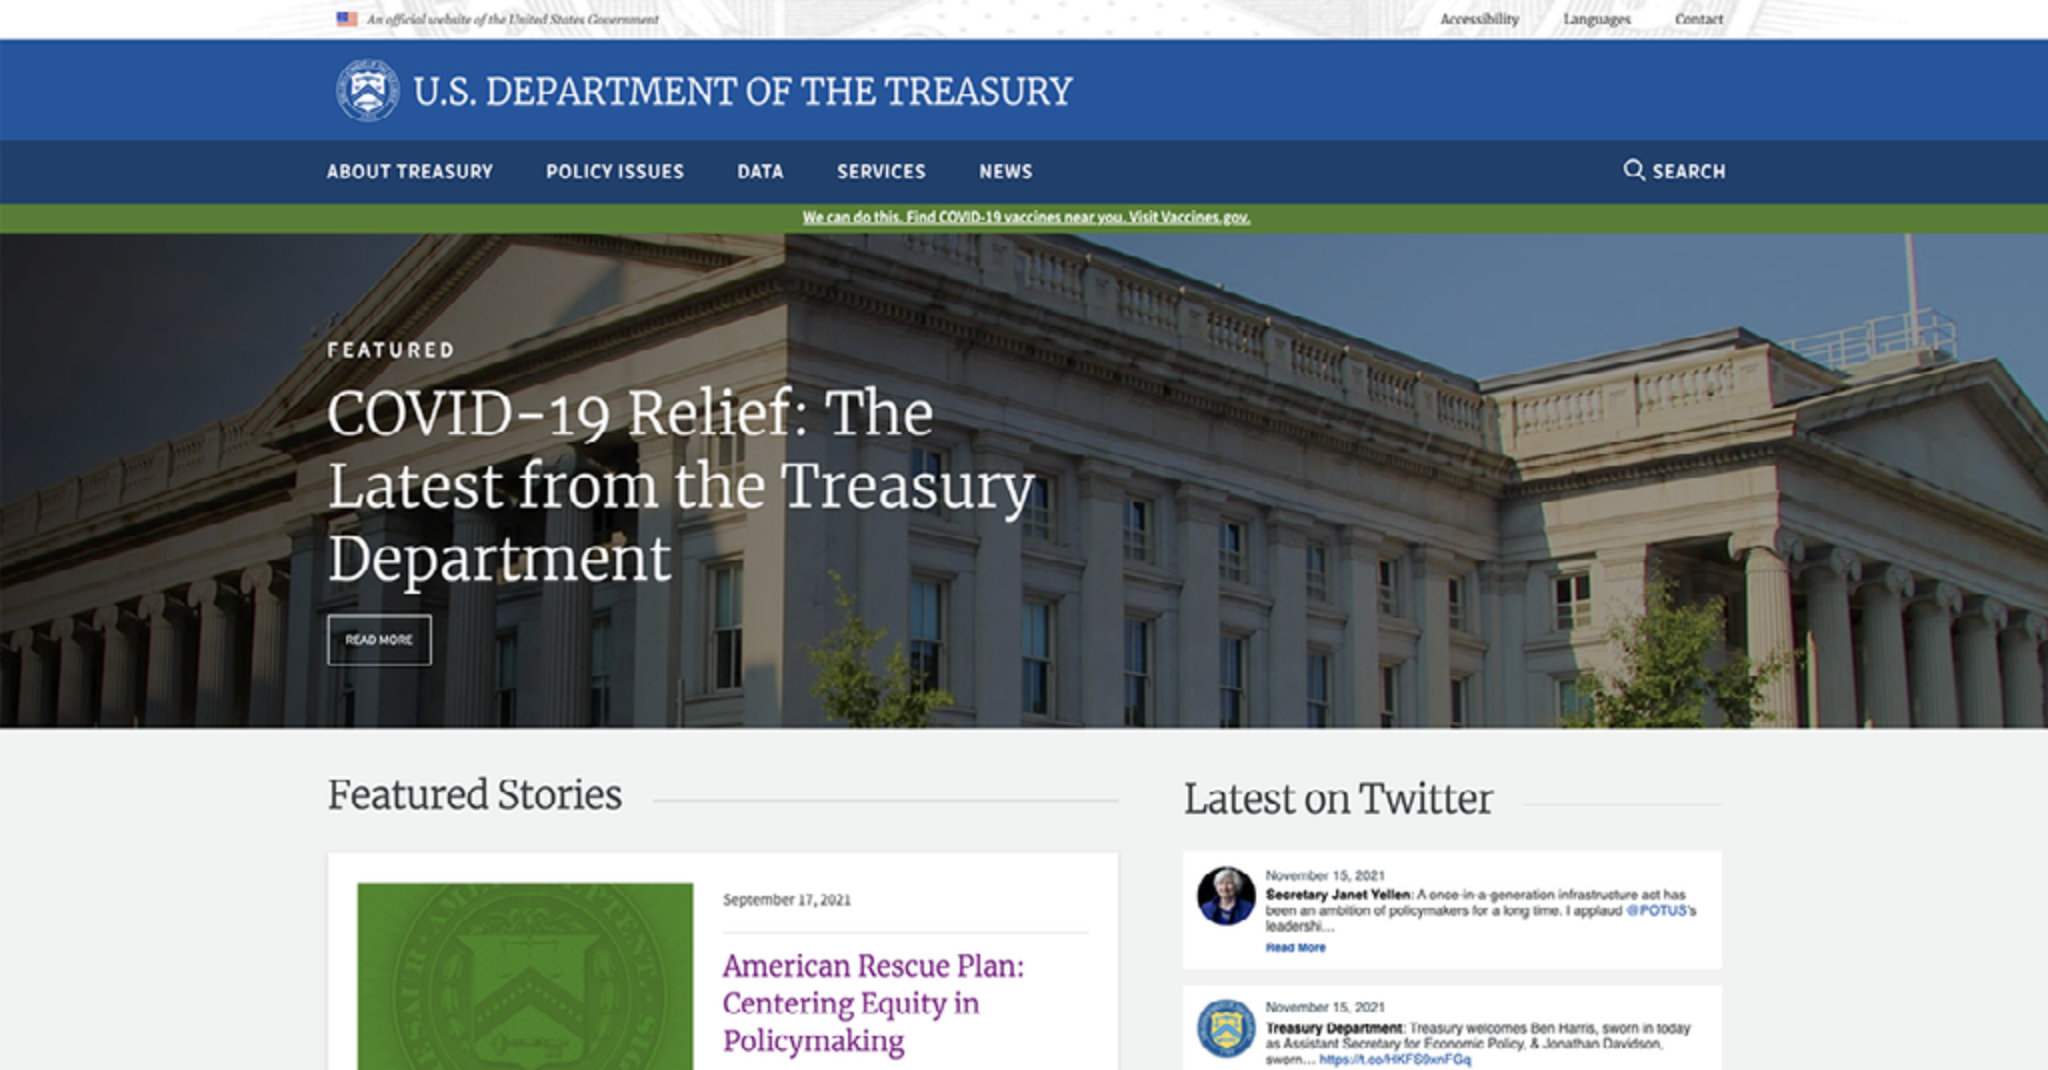 An official website of the United States Government
Accessibility
Languages
Contact
U.S. DEPARTMENT OF THE TREASURY
ABOUT TREASURY
POLICY ISSUES
DATA
SERVICES
NEWS
SEARCH
We can do this. Find COVID-19 vaccines near you. Visit Vaccines.gov.
FEATURED
COVID-19 Relief: The
Latest from the Treasury
Department
READ MORE
Featured Stories
September 17, 2021
American Rescue Plan:
Centering Equity in
Policymaking
Latest on Twitter
November 15, 2021
Secretary Janet Yellen: A once-in-a-generation infrastructure act has
been an ambition of policymakers for a long time. I applaud @POTUS's
leadershi...
Read More
November 15, 2021
Treasury Department: Treasury welcomes Ben Harris, sworn in today
as Assistant Secretary for Economic Policy, & Jonathan Davidson,
sworn... https://t.co/HKFS9xnFGq